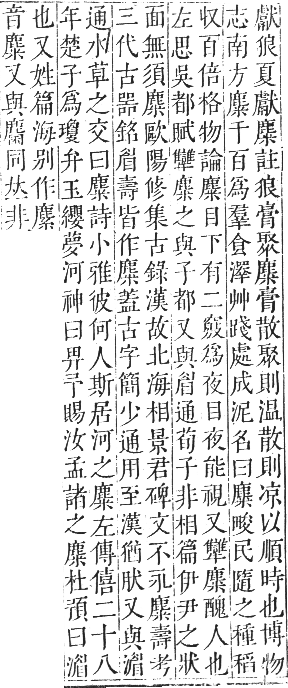 獻狼夏獻麋註狼膏聚麋膏散聚則温散則凉以順時也博物
志南方麋千百爲羣食澤艸踐處成泥名曰麋畯民隨之種稻
収百倍格物論麋目下有二竅爲夜目夜能視又孿麋醜人也
左思吳都賦孿麋之與子都又與睂通荀子非相篇伊尹之狀
面無須麋歐陽修集古錄漢故北海相景君碑文不永麋壽考
三代古器銘睂壽皆作麋蓋古字簡少通用至漢猶肰又與湄
通水草之交曰麋詩小雅彼何人斯居河之麋左傳僖二十八
年楚子爲瓊弁玉纓夢河神曰畀予賜汝孟諸之麋杜預曰湄
也又姓篇海别作麋
音麋又與麕同𠀤非